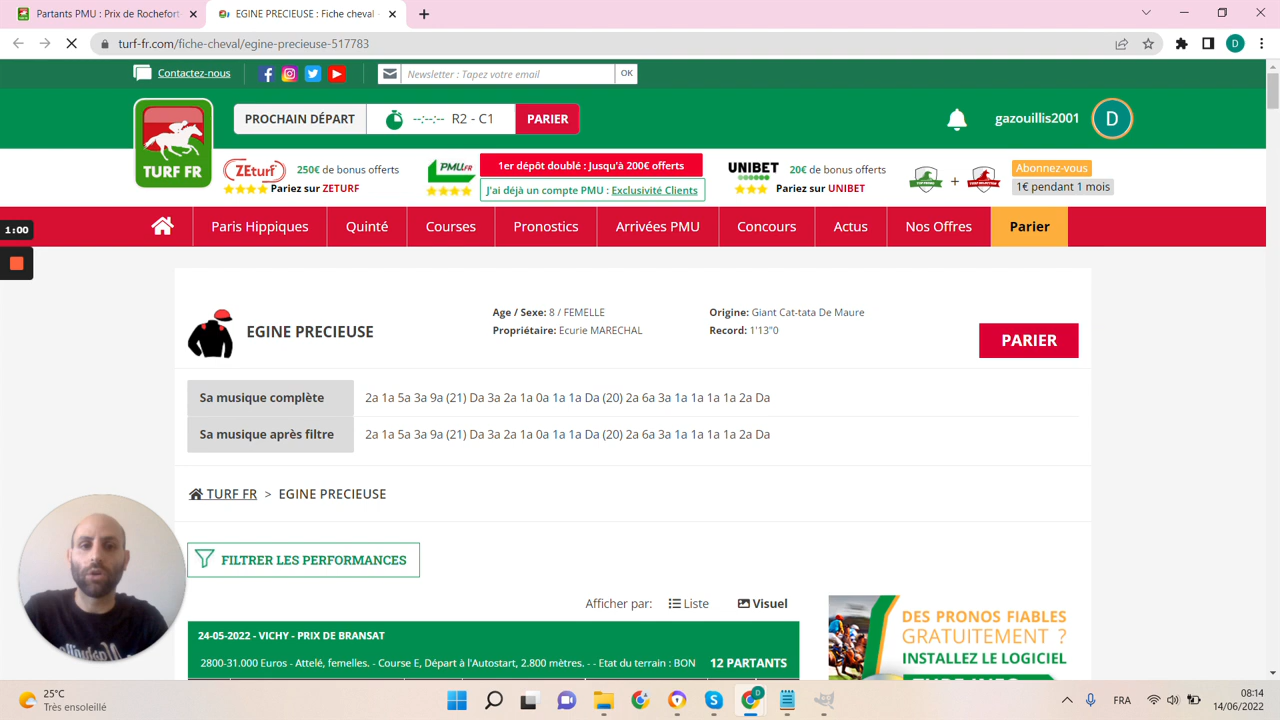 Partants PMU : Prix de Rochefort
EGINE PRECIEUSE : Fiche cheval
turf-fr.com/fiche-cheval/egine-precieuse-517783
D
Contactez-nous
Newsletter : Tapez votre email
OK
TURF FR
PROCHAIN DÉPART
--:--:-- R2 - C1
PARIER
gazouillis2001
D
ZEturf
250€ de bonus offerts
Pariez sur ZETURF
PMU.FR
1er dépôt doublé : Jusqu'à 200€ offerts
J'ai déjà un compte PMU : Exclusivité Clients
UNIBET
20€ de bonus offerts
Pariez sur UNIBET
+
Abonnez-vous
1€ pendant 1 mois
1:00
Paris Hippiques
Quinté
Courses
Pronostics
Arrivées PMU
Concours
Actus
Nos Offres
Parier
EGINE PRECIEUSE
Age / Sexe: 8 / FEMELLE
Propriétaire: Ecurie MARECHAL
Origine: Giant Cat-tata De Maure
Record: 1'13"0
PARIER
Sa musique complète
2a 1a 5a 3a 9a (21) Da 3a 2a 1a 0a 1a 1a Da (20) 2a 6a 3a 1a 1a 1a 1a 2a Da
Sa musique après filtre
2a 1a 5a 3a 9a (21) Da 3a 2a 1a 0a 1a 1a Da (20) 2a 6a 3a 1a 1a 1a 1a 2a Da
TURF FR > EGINE PRECIEUSE
FILTRER LES PERFORMANCES
Afficher par: Liste Visuel
24-05-2022 - VICHY - PRIX DE BRANSAT
2800-31.000 Euros - Attelé, femelles. - Course E, Départ à l'Autostart, 2.800 mètres. - - Etat du terrain : BON
12 PARTANTS
DES PRONOS FIABLES
GRATUITEMENT ?
INSTALLEZ LE LOGICIEL
TURF INFO
25°C
Très ensoleillé
FRA
08:14
14/06/2022